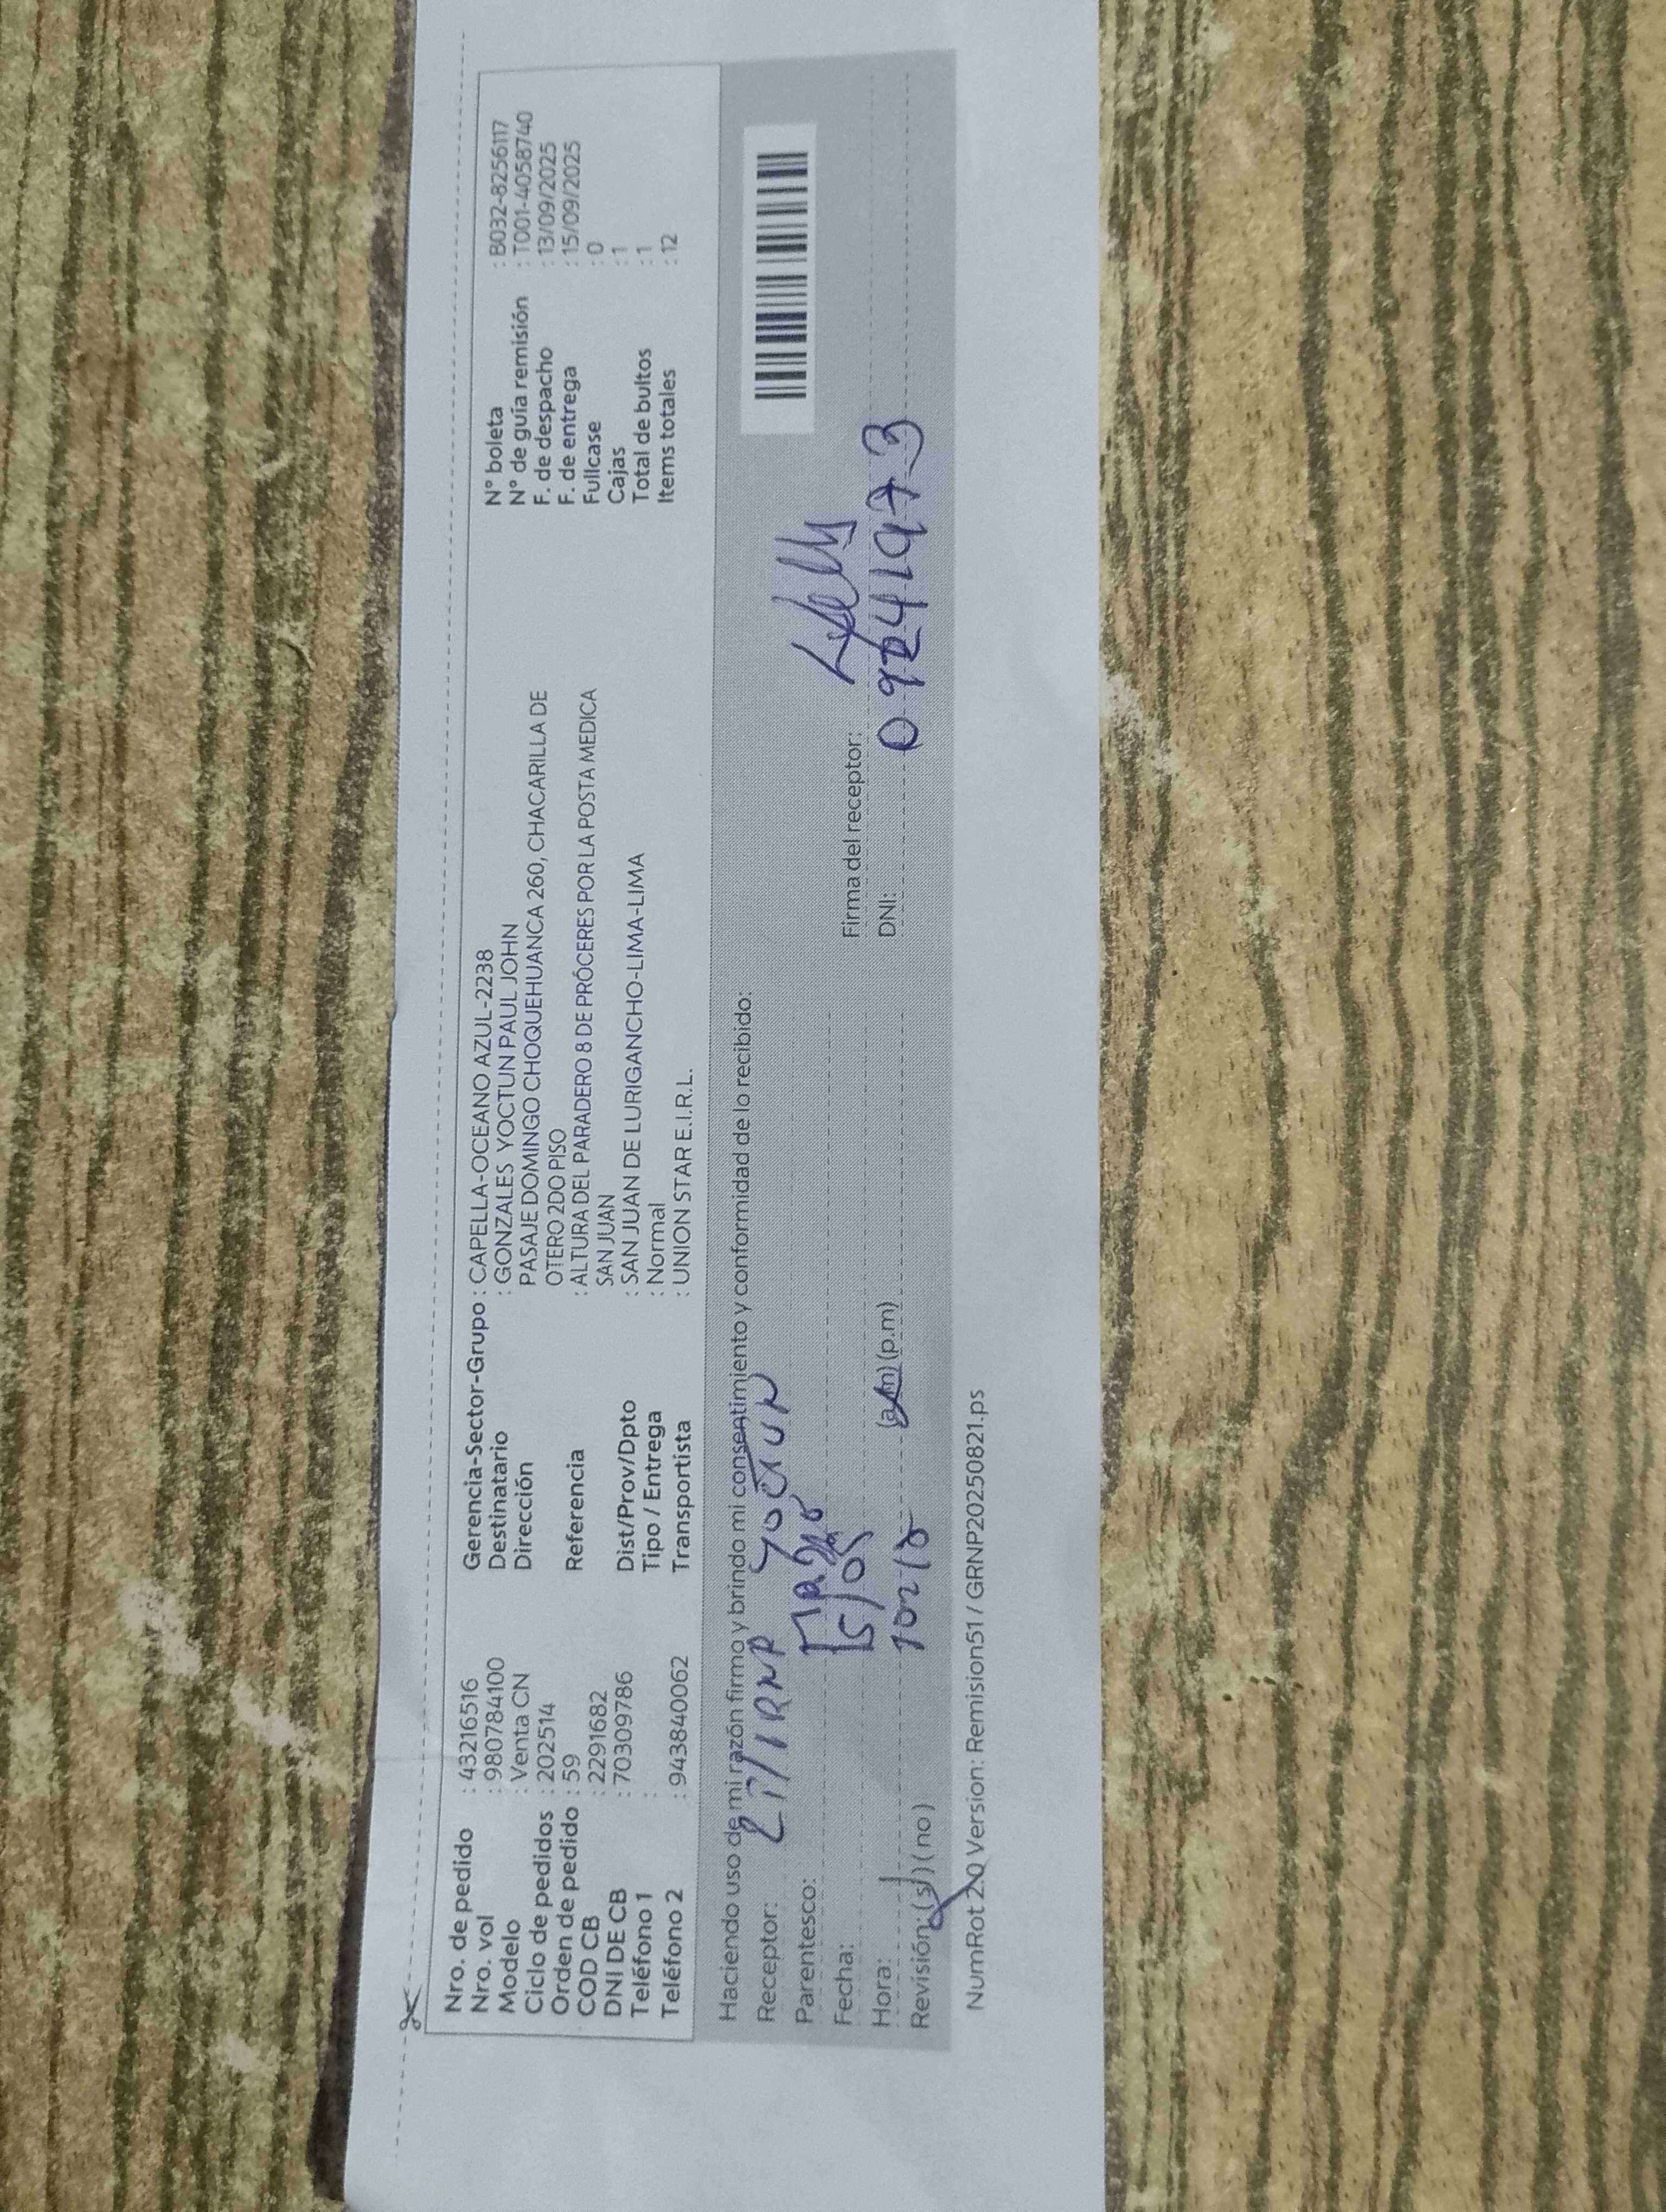 Nro. de pedido : 43216516
Nro. vol : 980784100
Modelo : Venta CN
Ciclo de pedidos : 202514
Orden de pedido : 59
COD CB : 2291682
DNI DE CB : 70309786
Teléfono 1 :
Teléfono 2 : 943840062
Gerencia-Sector-Grupo : CAPELLA-OCEANO AZUL-2238
Destinatario : GONZALES YOCTUN PAUL JOHN
Dirección PASAJE DOMINGO CHOQUEHUANCA 260, CHACARILLA DE
OTERO 2DO PISO
Referencia : ALTURA DEL PARADERO 8 DE PRÓCERES POR LA POSTA MEDICA
SAN JUAN
Dist/Prov/Dpto : SAN JUAN DE LURIGANCHO-LIMA-LIMA
Tipo / Entrega : Normal
Transportista : UNION STAR E.I.R.L.
N° boleta : B032-8256117
N° de guía remisión : T001-4058740
F. de despacho : 13/09/2025
F. de entrega : 15/09/2025
Fullcase : 0
Cajas : 1
Total de bultos : 1
Items totales : 12
Haciendo uso de mi razón firmo y brindo mi consentimiento y conformidad de lo recibido:
Receptor: YOCTUN
Parentesco:
Fecha: 15/09
Hora: (a.m) (p.m)
Revisión: (si) (no)
Firma del receptor:
DNI:
NumRot 2.0 Version: Remision51 / GRNP20250821.ps